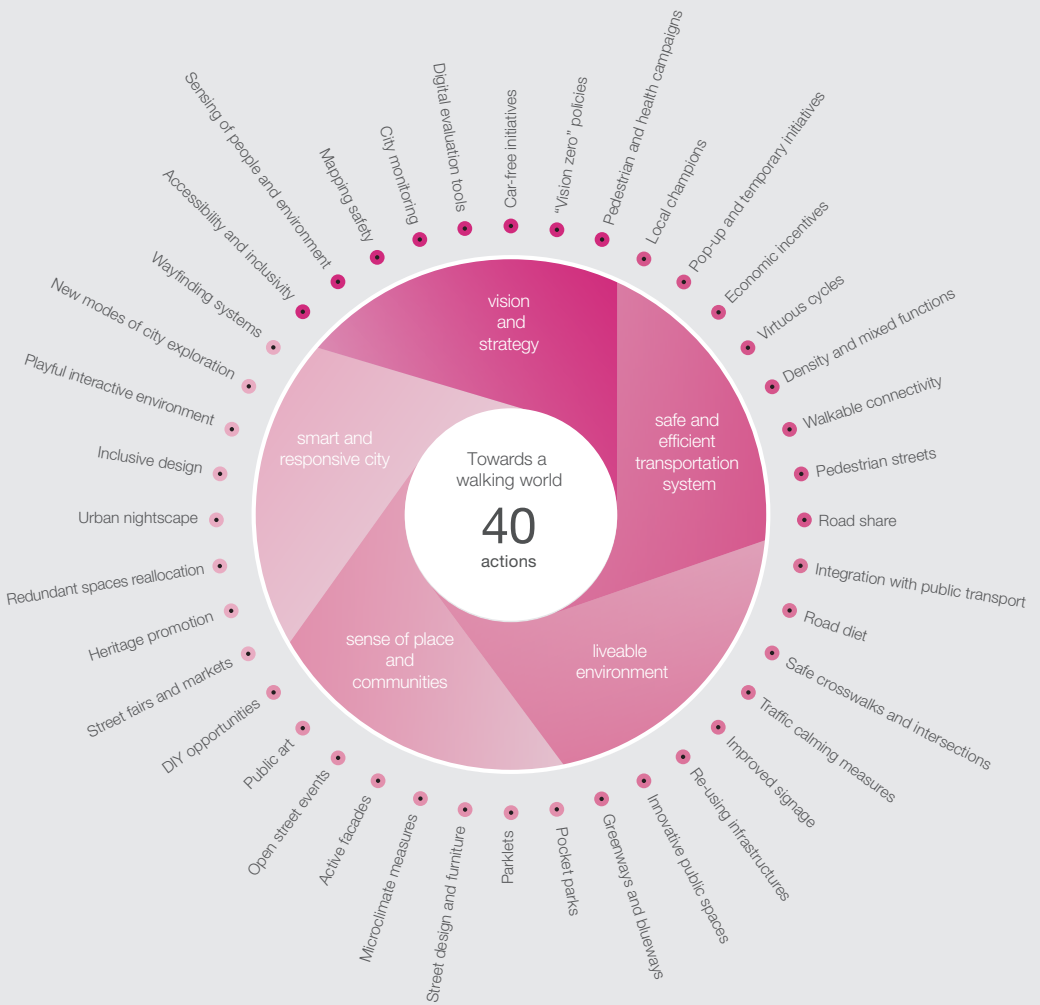 Car-free initiatives
“Vision zero” policies
Pedestrian and health campaigns
Local champions
Pop-up and temporary initiatives
Economic incentives
Virtuous cycles
Density and mixed functions
Walkable connectivity
Pedestrian streets
Road share
Integration with public transport
Road diet
Safe crosswalks and intersections
Traffic calming measures
Improved signage
Re-using infrastructures
Innovative public spaces
Greenways and blueways
Pocket parks
Parklets
Street design and furniture
Microclimate measures
Active facades
Open street events
Public art
DIY opportunities
Street fairs and markets
Heritage promotion
Redundant spaces reallocation
Urban nightscape
Inclusive design
Playful interactive environment
New modes of city exploration
Wayfinding systems
Accessibility and inclusivity
Sensing of people and environment
Mapping safety
City monitoring
Digital evaluation tools
vision
and
strategy
safe and
efficient
transportation
system
liveable
environment
sense of place
and
communities
smart and
responsive city
Towards a
walking world
40
actions